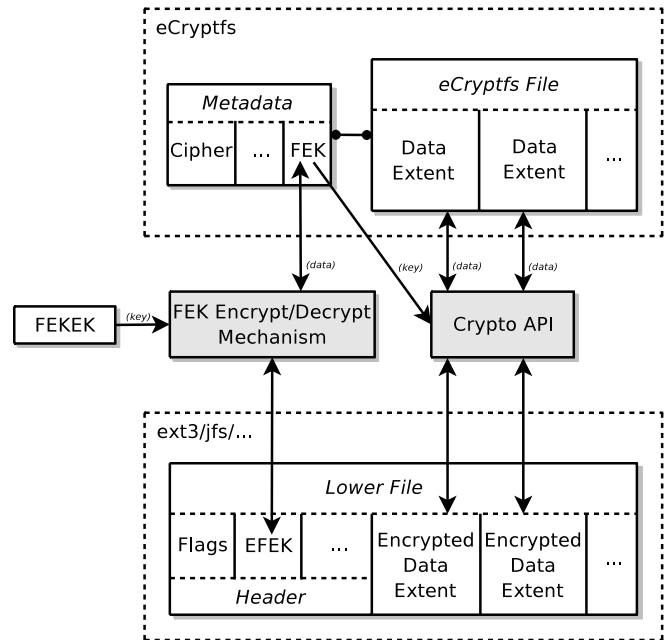 eCryptfs
Metadata
Cipher
...
FEK
eCryptfs File
Data
Extent
Data
Extent
...
(data)
(key)
(data)
(data)
FEKEK
(key)
FEK Encrypt/Decrypt
Mechanism
Crypto API
ext3/jfs/...
Lower File
Flags
EFEK
...
Header
Encrypted
Data
Extent
Encrypted
Data
Extent
...